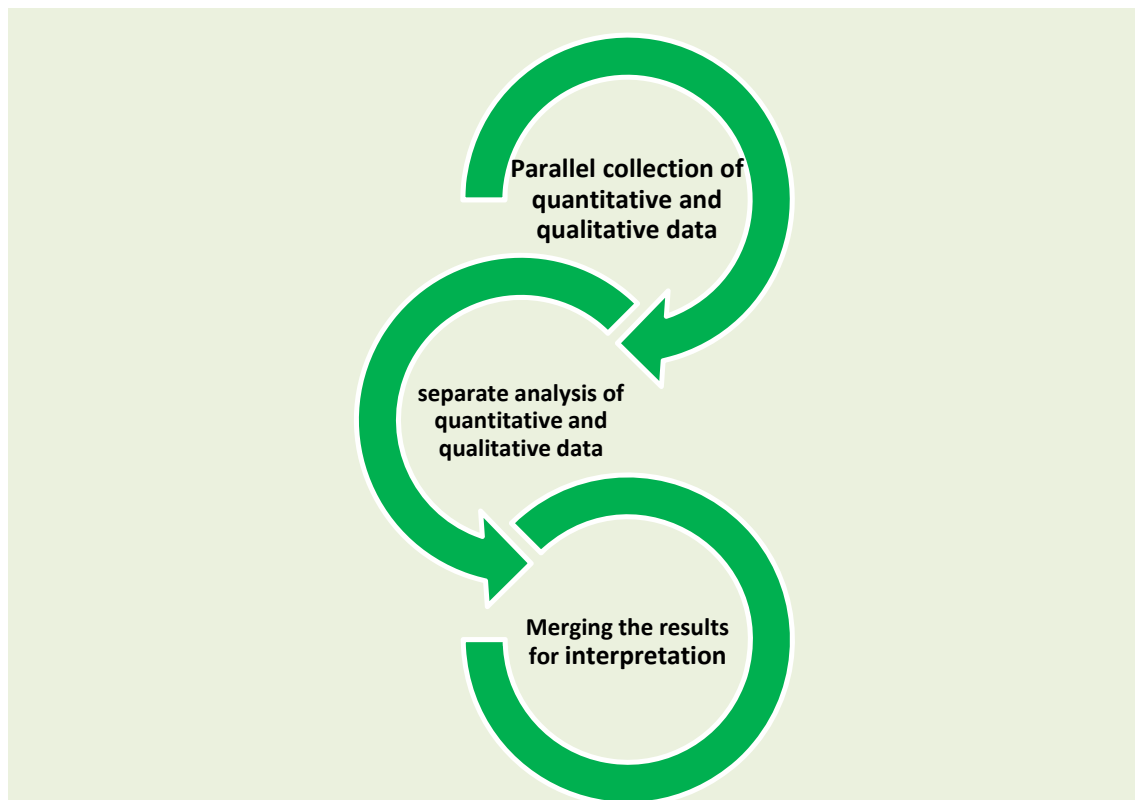 Parallel collection of
quantitative and
qualitative data
separate analysis of
quantitative and
qualitative data
Merging the results
for interpretation